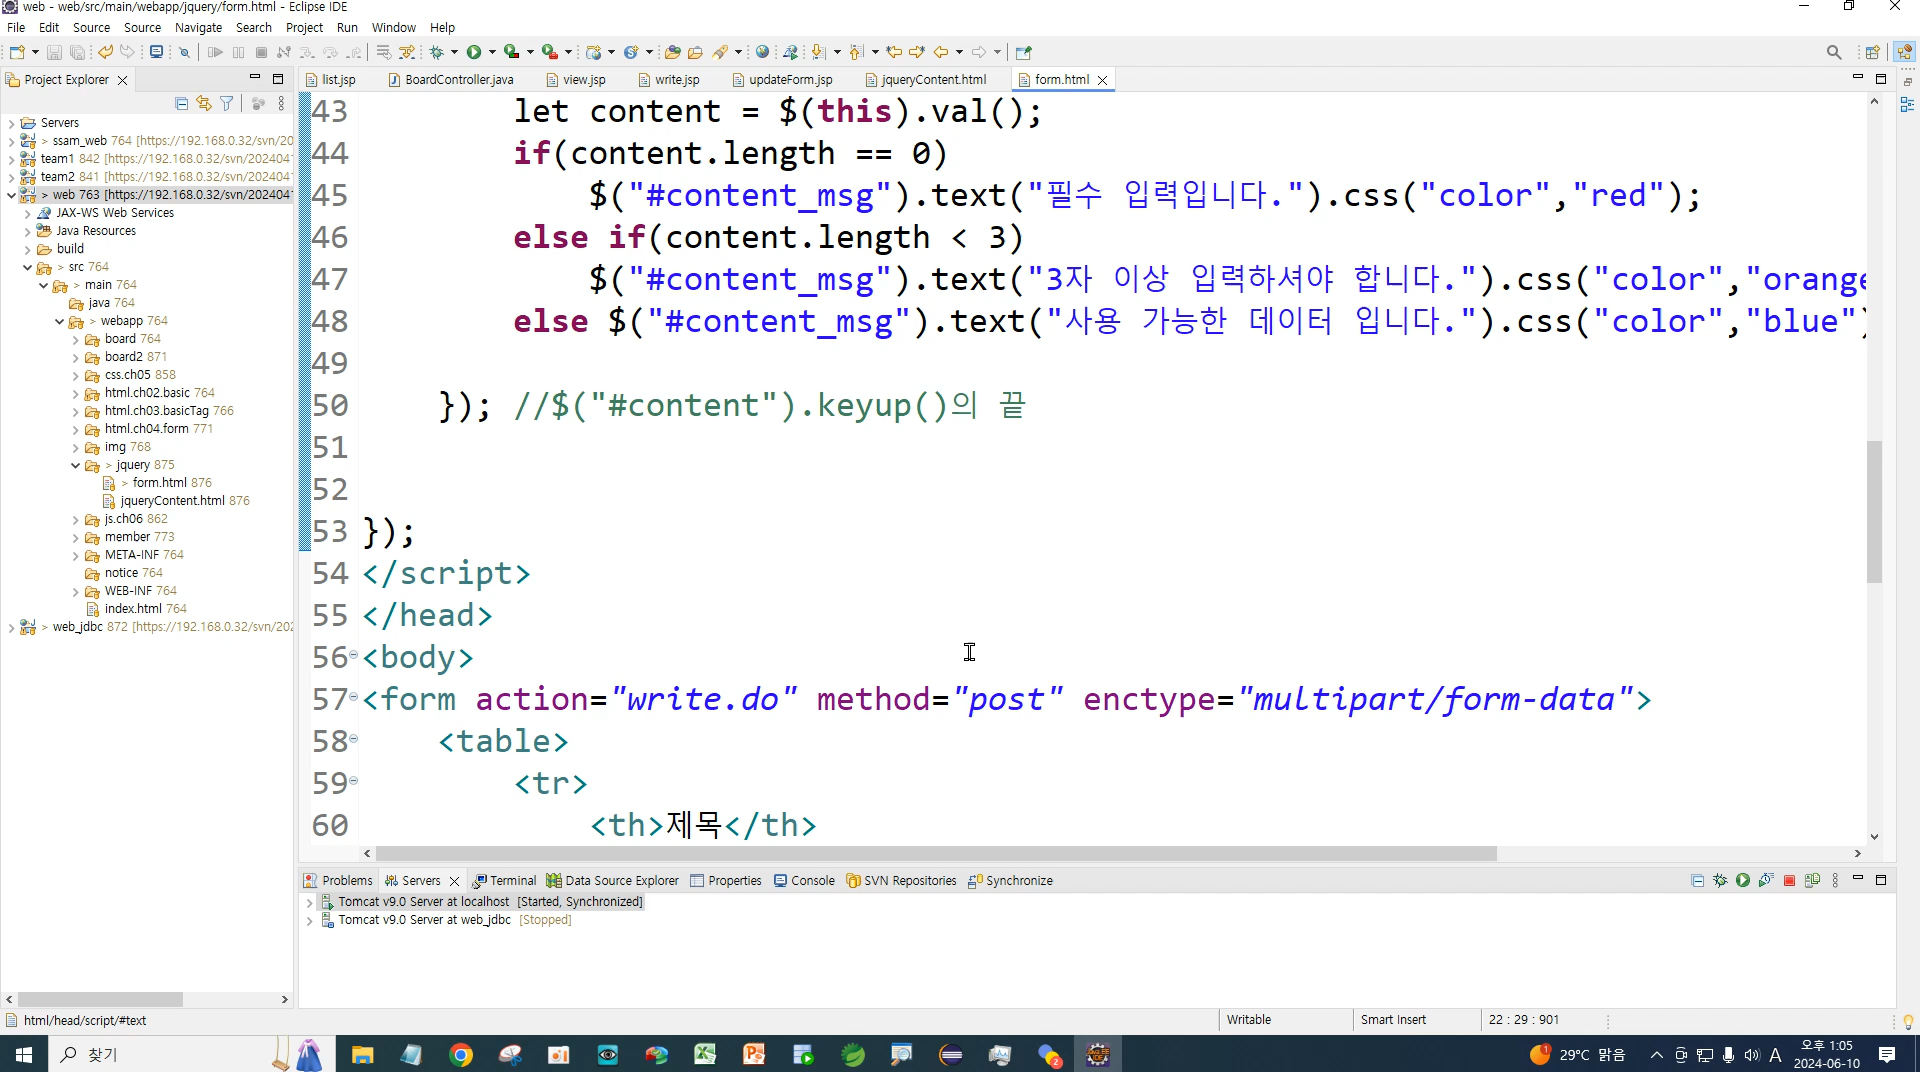 web - web/src/main/webapp/jquery/form.html - Eclipse IDE
File Edit Source Source Navigate Search Project Run Window Help
Project Explorer
list.jsp BoardController.java view.jsp write.jsp updateForm.jsp jqueryContent.html form.html
Servers
> ssam_web 764 [https://192.168.0.32/svn/20
team1 842 [https://192.168.0.32/svn/202404
team2 841 [https://192.168.0.32/svn/202404
> web 763 [https://192.168.0.32/svn/202404
JAX-WS Web Services
Java Resources
build
> src 764
> main 764
java 764
> webapp 764
board 764
board2 871
css.ch05 858
html.ch02.basic 764
html.ch03.basicTag 766
html.ch04.form 771
img 768
> jquery 875
> form.html 876
jqueryContent.html 876
js.ch06 862
member 773
META-INF 764
notice 764
WEB-INF 764
index.html 764
> web_jdbc 872 [https://192.168.0.32/svn/202
43 let content = $(this).val();
44 if(content.length == 0)
45 $("#content_msg").text("필수 입력입니다.").css("color","red");
46 else if(content.length < 3)
47 $("#content_msg").text("3자 이상 입력하셔야 합니다.").css("color","orange
48 else $("#content_msg").text("사용 가능한 데이터 입니다.").css("color","blue")
49
50 }); //$("#content").keyup()의 끝
51
52
53 });
54 </script>
55 </head>
56 <body>
57 <form action="write.do" method="post" enctype="multipart/form-data">
58 <table>
59 <tr>
60 <th>제목</th>
Problems Servers Terminal Data Source Explorer Properties Console SVN Repositories Synchronize
Tomcat v9.0 Server at localhost [Started, Synchronized]
Tomcat v9.0 Server at web_jdbc [Stopped]
html/head/script/#text Writable Smart Insert 22 : 29 : 901
찾기 29°C 맑음 A 오후 1:05
2024-06-10